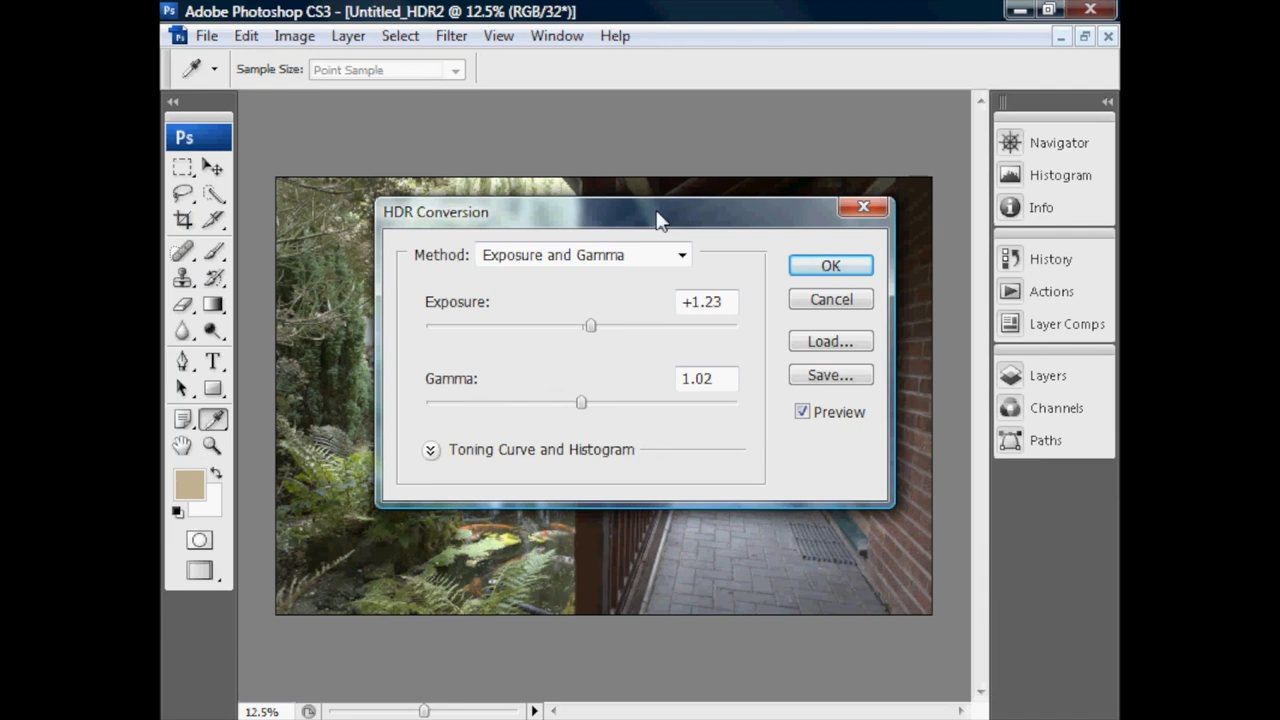 Ps Adobe Photoshop CS3 - [Untitled_HDR2 @ 12.5% (RGB/32*)]
Ps File Edit Image Layer Select Filter View Window Help
Sample Size: Point Sample
Ps
HDR Conversion
Method: Exposure and Gamma
Exposure: +1.23
Gamma: 1.02
Toning Curve and Histogram
OK
Cancel
Load...
Save...
Preview
T
Navigator
Histogram
Info
History
Actions
Layer Comps
Layers
Channels
Paths
12.5%